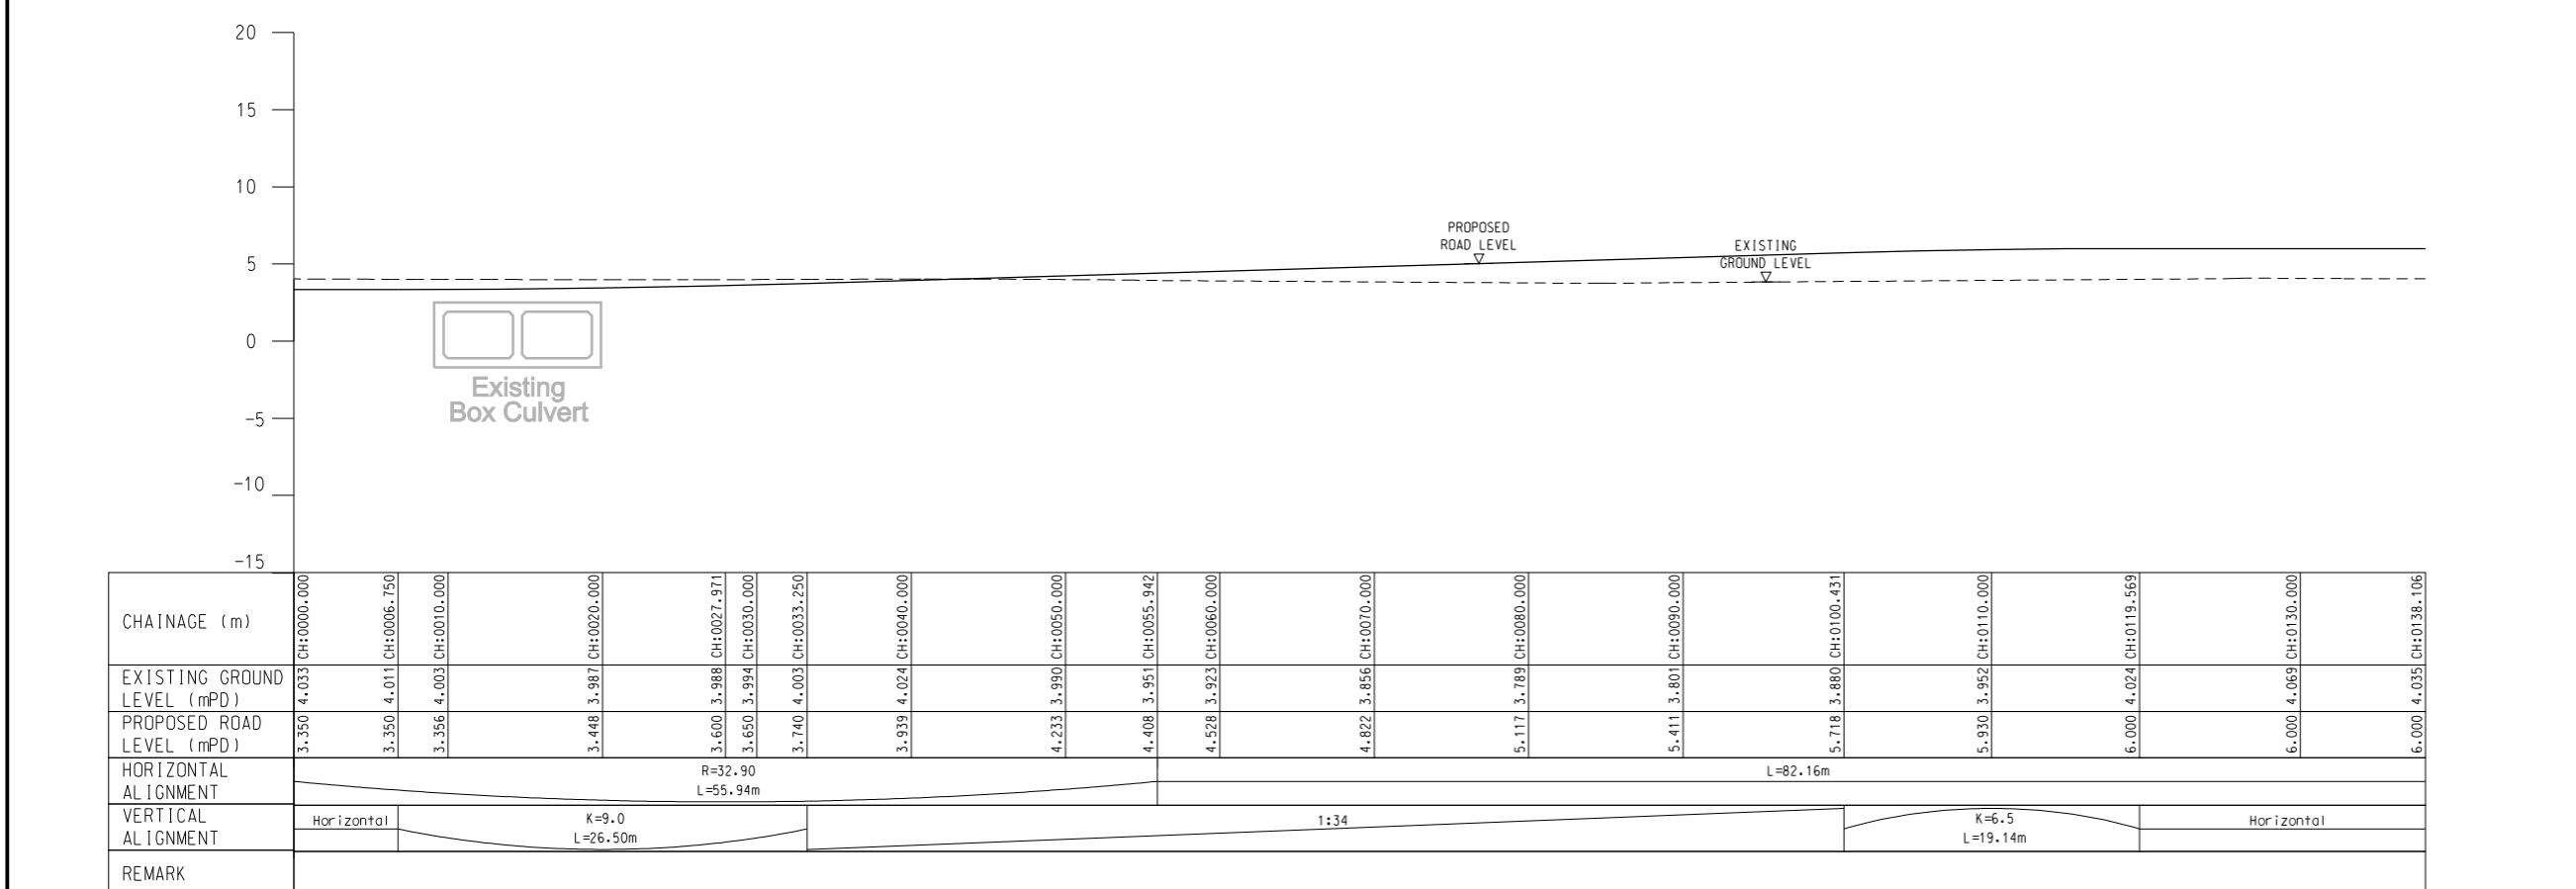 20
15
10
5
0
-5
-10
-15
PROPOSED
ROAD LEVEL
EXISTING
GROUND LEVEL
Existing
Box Culvert
CHAINAGE (m)
CH:0000.000
CH:0006.750
CH:0010.000
CH:0020.000
CH:0027.971
CH:0030.000
CH:0033.250
CH:0040.000
CH:0050.000
CH:0055.942
CH:0060.000
CH:0070.000
CH:0080.000
CH:0090.000
CH:0100.431
CH:0110.000
CH:0119.569
CH:0130.000
CH:0138.106
EXISTING GROUND
LEVEL (mPD)
4.033
4.011
4.003
3.987
3.988
3.994
4.003
4.024
3.990
3.951
3.923
3.856
3.789
3.801
3.880
3.952
4.024
4.069
4.035
PROPOSED ROAD
LEVEL (mPD)
3.350
3.350
3.356
3.448
3.600
3.650
3.740
3.939
4.233
4.408
4.528
4.822
5.117
5.411
5.718
5.930
6.000
6.000
6.000
HORIZONTAL
ALIGNMENT
R=32.90
L=55.94m
L=82.16m
VERTICAL
ALIGNMENT
Horizontal
K=9.0
L=26.50m
1:34
K=6.5
L=19.14m
Horizontal
REMARK